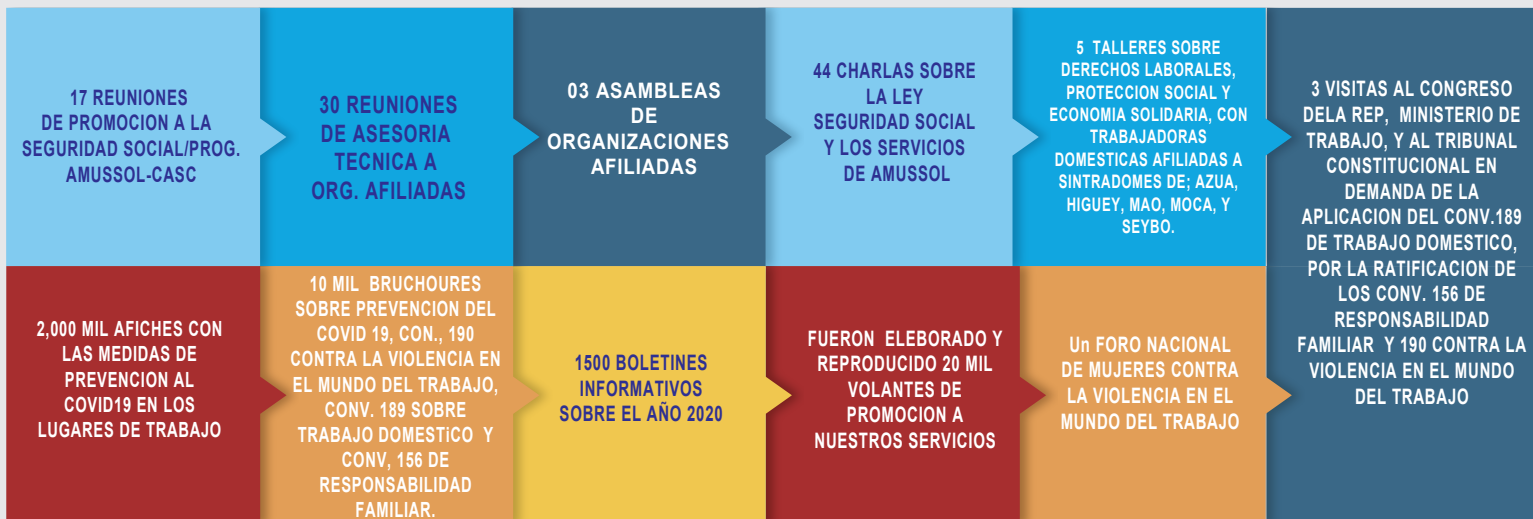 17 REUNIONES
DE PROMOCION A LA
SEGURIDAD SOCIAL/PROG.
AMUSSOL-CASC
30 REUNIONES
DE ASESORIA
TECNICA A
ORG. AFILIADAS
03 ASAMBLEAS
DE
ORGANIZACIONES
AFILIADAS
44 CHARLAS SOBRE
LA LEY
SEGURIDAD SOCIAL
Y LOS SERVICIOS
DE AMUSSOL
5 TALLERES SOBRE
DERECHOS LABORALES,
PROTECCION SOCIAL Y
ECONOMIA SOLIDARIA, CON
TRABAJADORAS
DOMESTICAS AFILIADAS A
SINTRADOMES DE; AZUA,
HIGUEY, MAO, MOCA, Y
SEYBO.
3 VISITAS AL CONGRESO
DELA REP, MINISTERIO DE
TRABAJO, Y AL TRIBUNAL
CONSTITUCIONAL EN
DEMANDA DE LA
APLICACION DEL CONV.189
DE TRABAJO DOMESTICO,
POR LA RATIFICACION DE
LOS CONV. 156 DE
RESPONSABILIDAD
FAMILIAR Y 190 CONTRA LA
VIOLENCIA EN EL MUNDO
DEL TRABAJO
2,000 MIL AFICHES CON
LAS MEDIDAS DE
PREVENCION AL
COVID19 EN LOS
LUGARES DE TRABAJO
10 MIL BRUCHOURES
SOBRE PREVENCION DEL
COVID 19, CON., 190
CONTRA LA VIOLENCIA EN
EL MUNDO DEL TRABAJO,
CONV. 189 SOBRE
TRABAJO DOMESTiCO Y
CONV, 156 DE
RESPONSABILIDAD
FAMILIAR.
1500 BOLETINES
INFORMATIVOS
SOBRE EL AÑO 2020
FUERON ELEBORADO Y
REPRODUCIDO 20 MIL
VOLANTES DE
PROMOCION A
NUESTROS SERVICIOS
Un FORO NACIONAL
DE MUJERES CONTRA
LA VIOLENCIA EN EL
MUNDO DEL TRABAJO